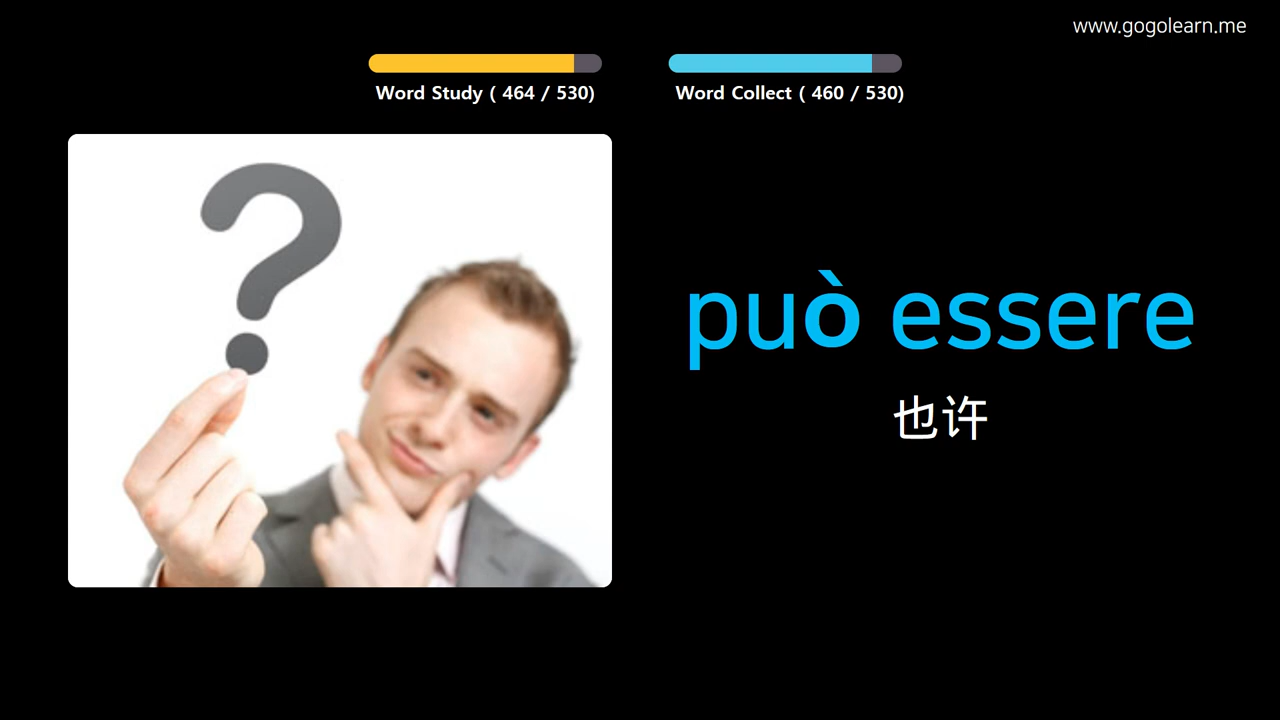 www.gogolearn.me
Word Study ( 464 / 530)
Word Collect ( 460 / 530)
può essere
也许